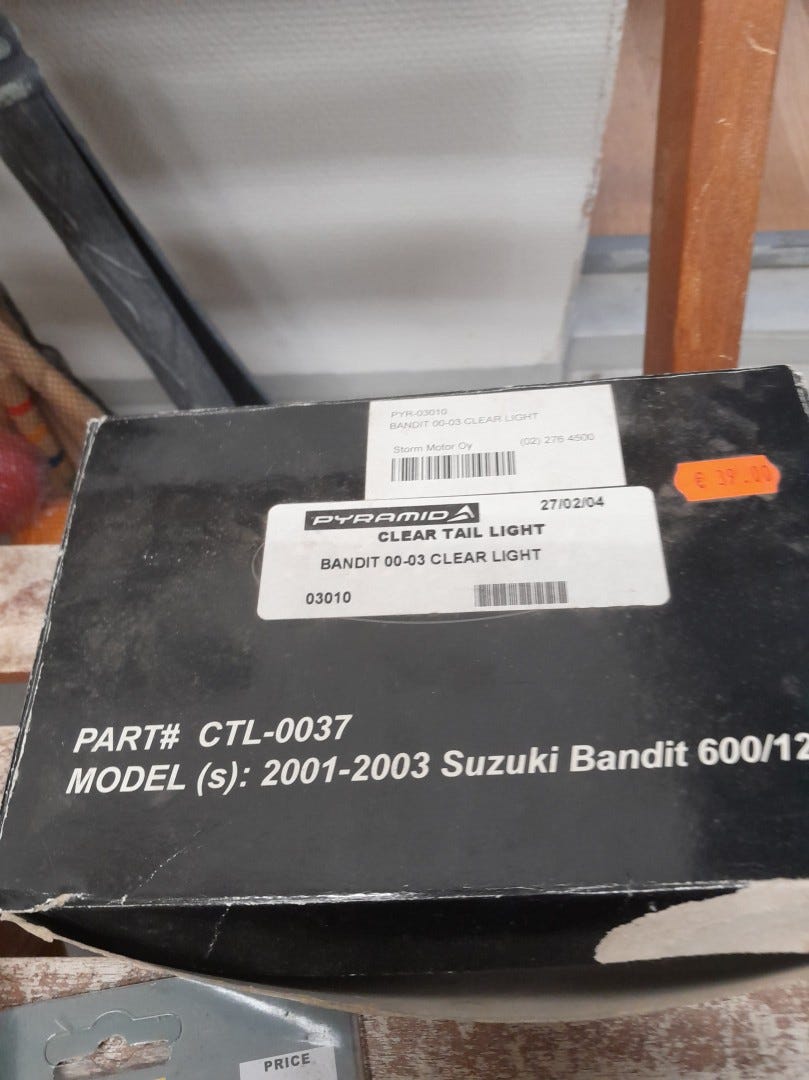 PYR-03010
BANDIT 00-03 CLEAR LIGHT
Storm Motor Oy (02) 276 4500
€ 39.00
PYRAMID 27/02/04
CLEAR TAIL LIGHT
BANDIT 00-03 CLEAR LIGHT
03010
PART# CTL-0037
MODEL (s): 2001-2003 Suzuki Bandit 600/12
PRICE